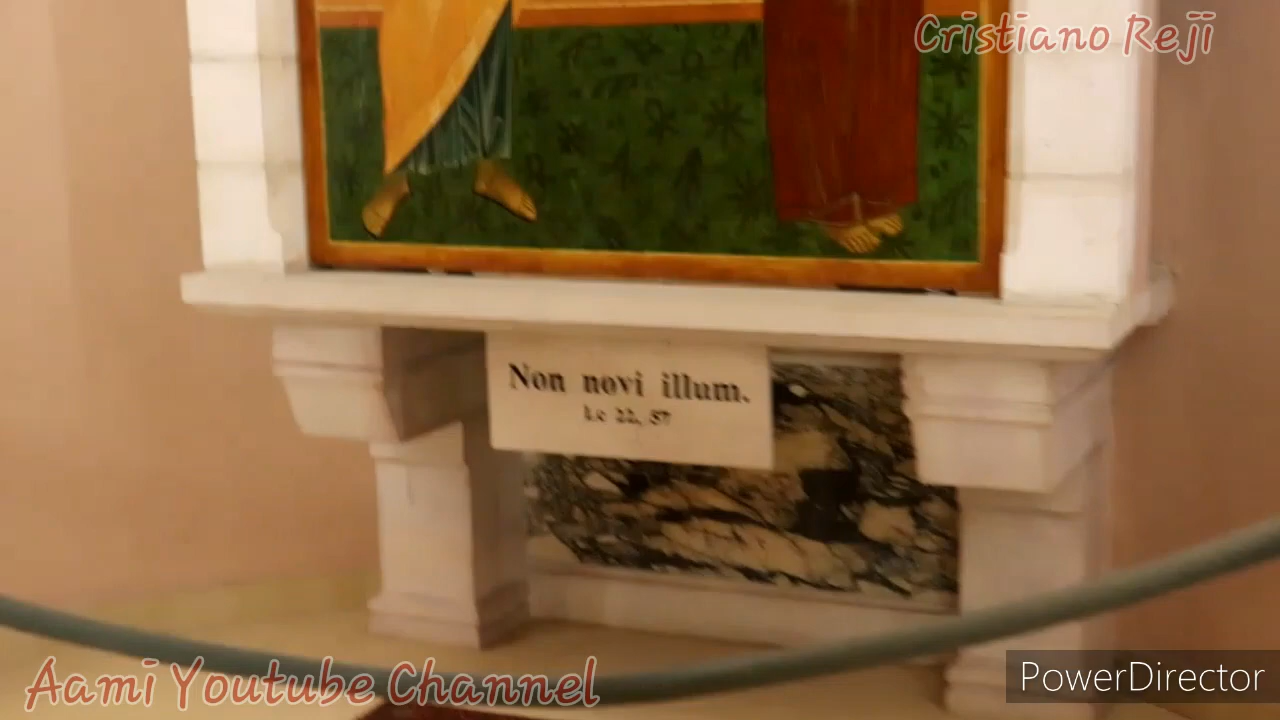 Cristiano Reji
Non novi illum.
Lc 22, 57
Aami Youtube Channel
PowerDirector